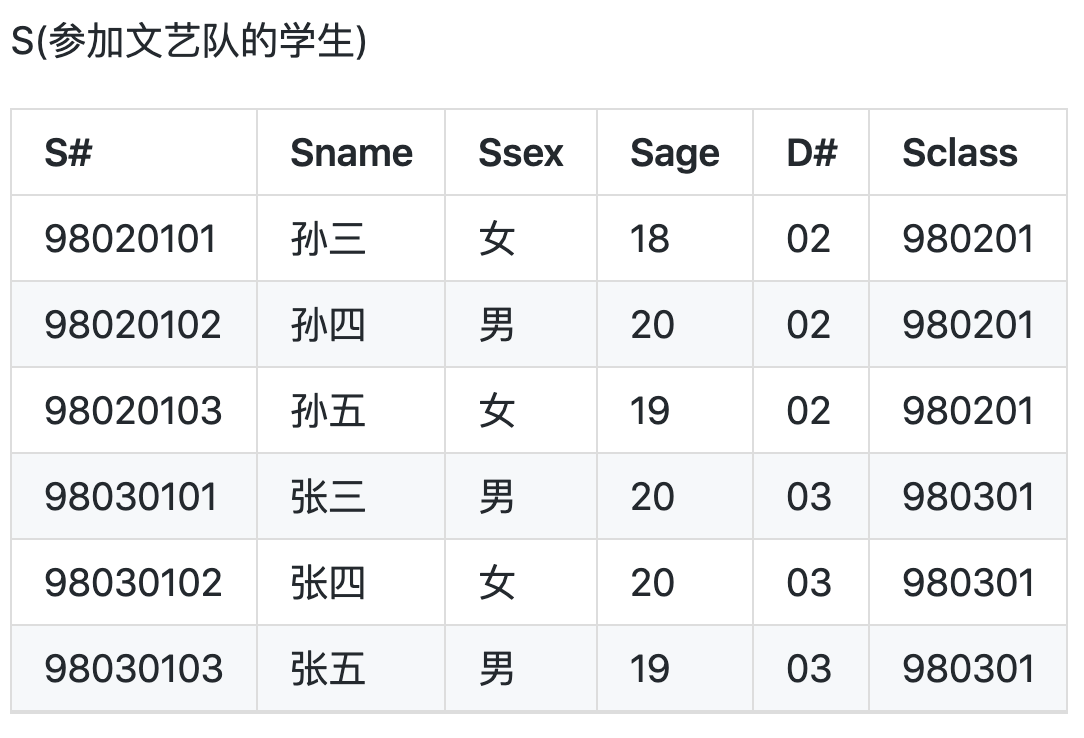 S(参加文艺队的学生)
S# Sname Ssex Sage D# Sclass
98020101 孙三 女 18 02 980201
98020102 孙四 男 20 02 980201
98020103 孙五 女 19 02 980201
98030101 张三 男 20 03 980301
98030102 张四 女 20 03 980301
98030103 张五 男 19 03 980301